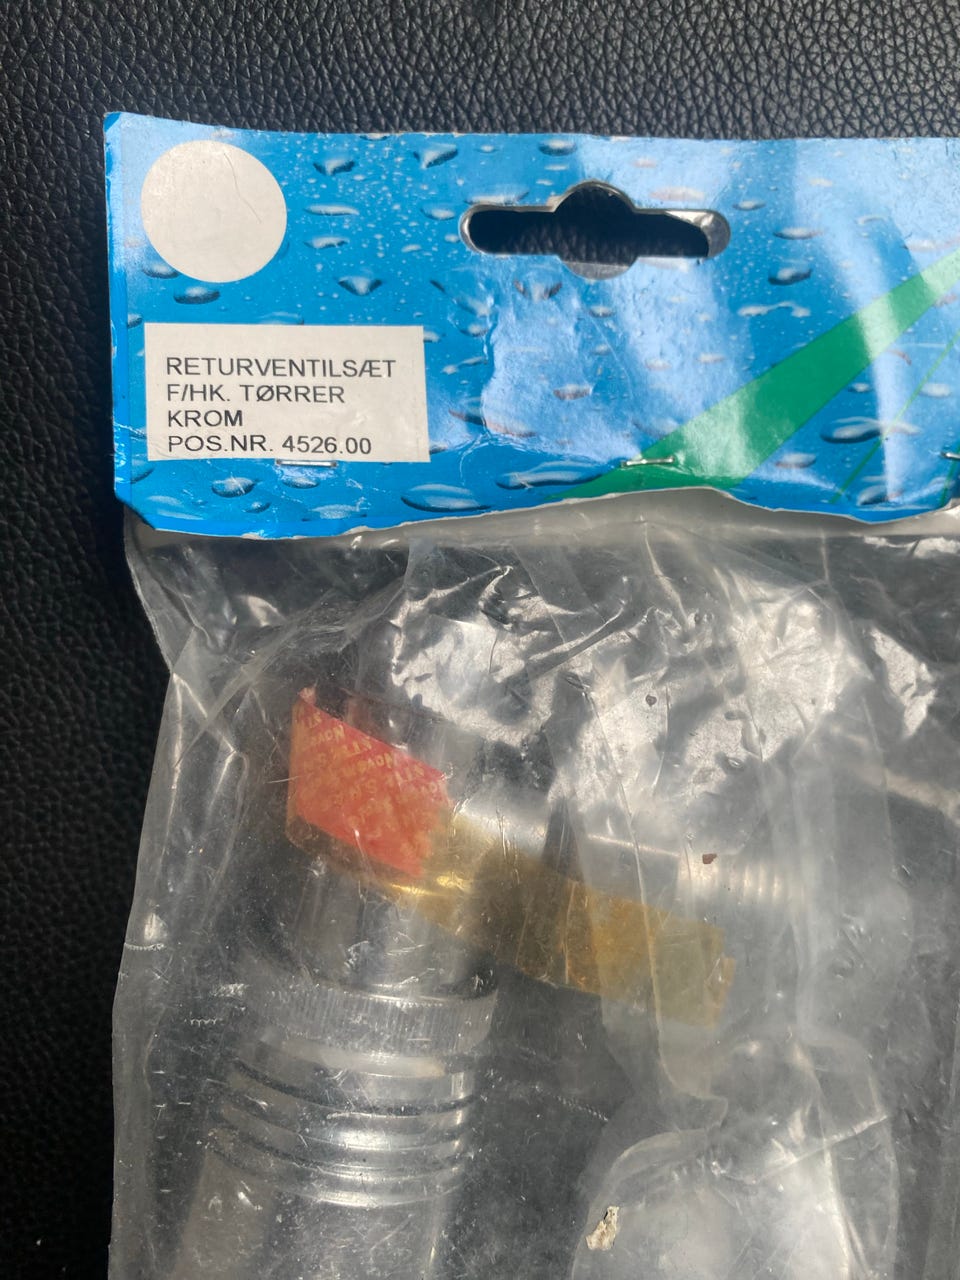 RETURVENTILSÆT
F/HK. TØRRER
KROM
POS.NR. 4526.00